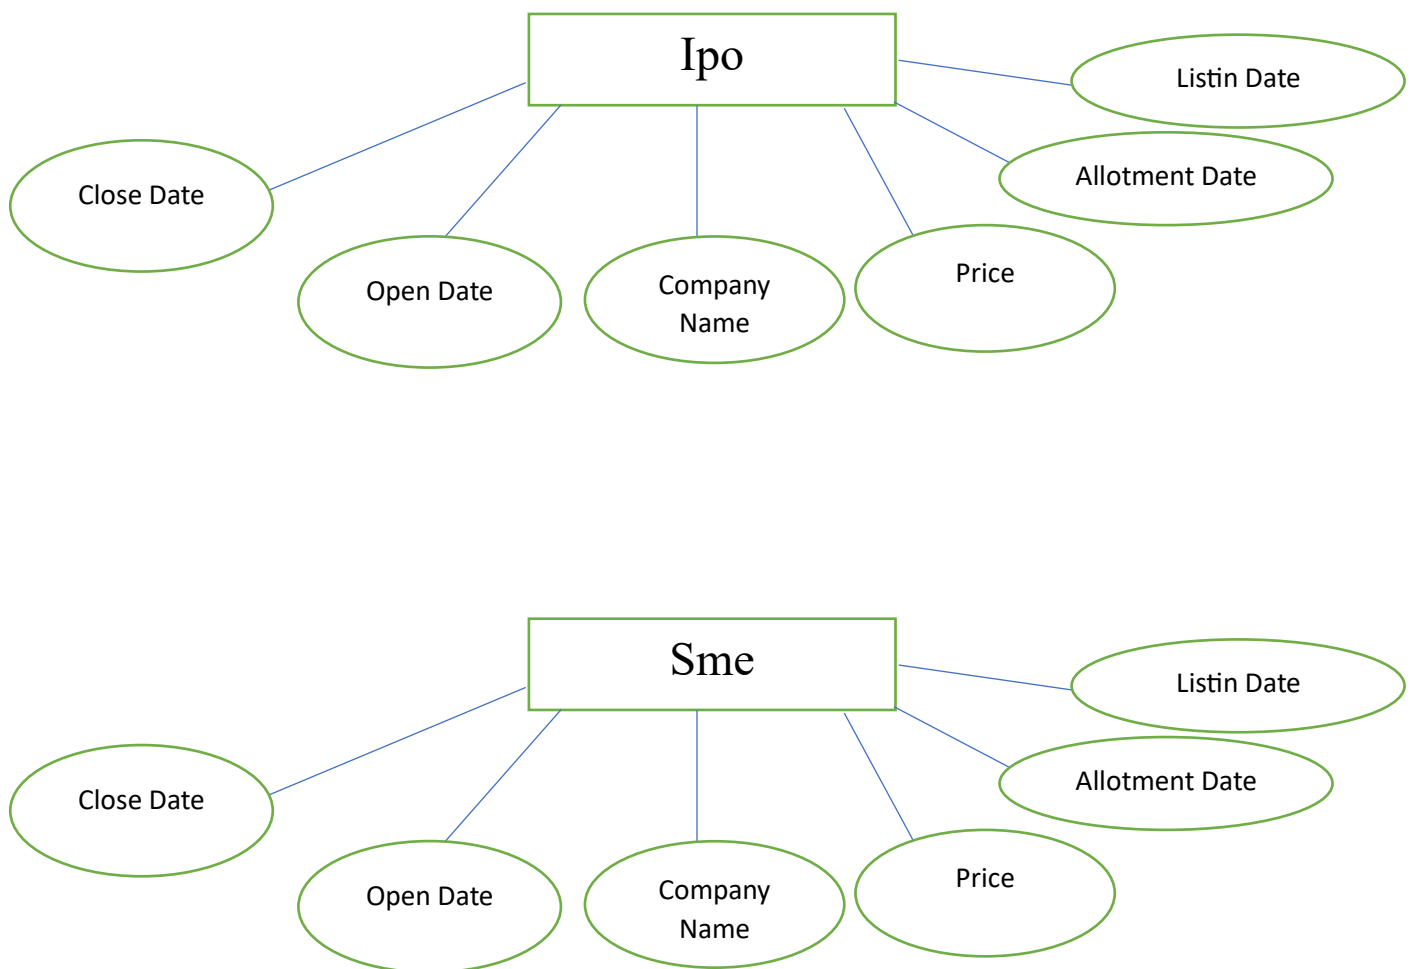 Ipo
Listin Date
Allotment Date
Close Date
Price
Open Date
Company
Name
Sme
Listin Date
Allotment Date
Close Date
Price
Open Date
Company
Name